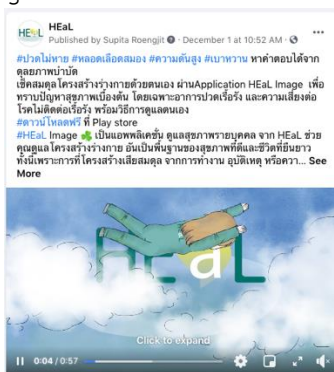 HEaL
HEaL
Published by Supita Roengjit · December 1 at 10:52 AM ·
#ปวดไม่หาย #หลอดเลือดสมอง #ความดันสูง #เบาหวาน หาคำตอบได้จาก
ดุลยภาพบำบัด
เช็คสมดุลโครงสร้างร่างกายด้วยตนเอง ผ่านApplication HEaL Image เพื่อ
ทราบปัญหาสุขภาพเบื้องต้น โดยเฉพาะอาการปวดเรื้อรัง และความเสี่ยงต่อ
โรคไม่ติดต่อเรื้อรัง พร้อมวิธีการดูแลตนเอง
#ดาวน์โหลดฟรี ที่ Play store
#HEaL Image เป็นแอพพลิเคชั่น ดูแลสุขภาพรายบุคคล จาก HEaL ช่วย
คุณดูแลโครงสร้างร่างกาย อันเป็นพื้นฐานของสุขภาพที่ดีและชีวิตที่ยืนยาว
ทั้งนี้เพราะการที่โครงสร้างเสียสมดุล จากการทำงาน อุบัติเหตุ หรือควา... See
More
HEaL
Click to expand
0:04 / 0:57